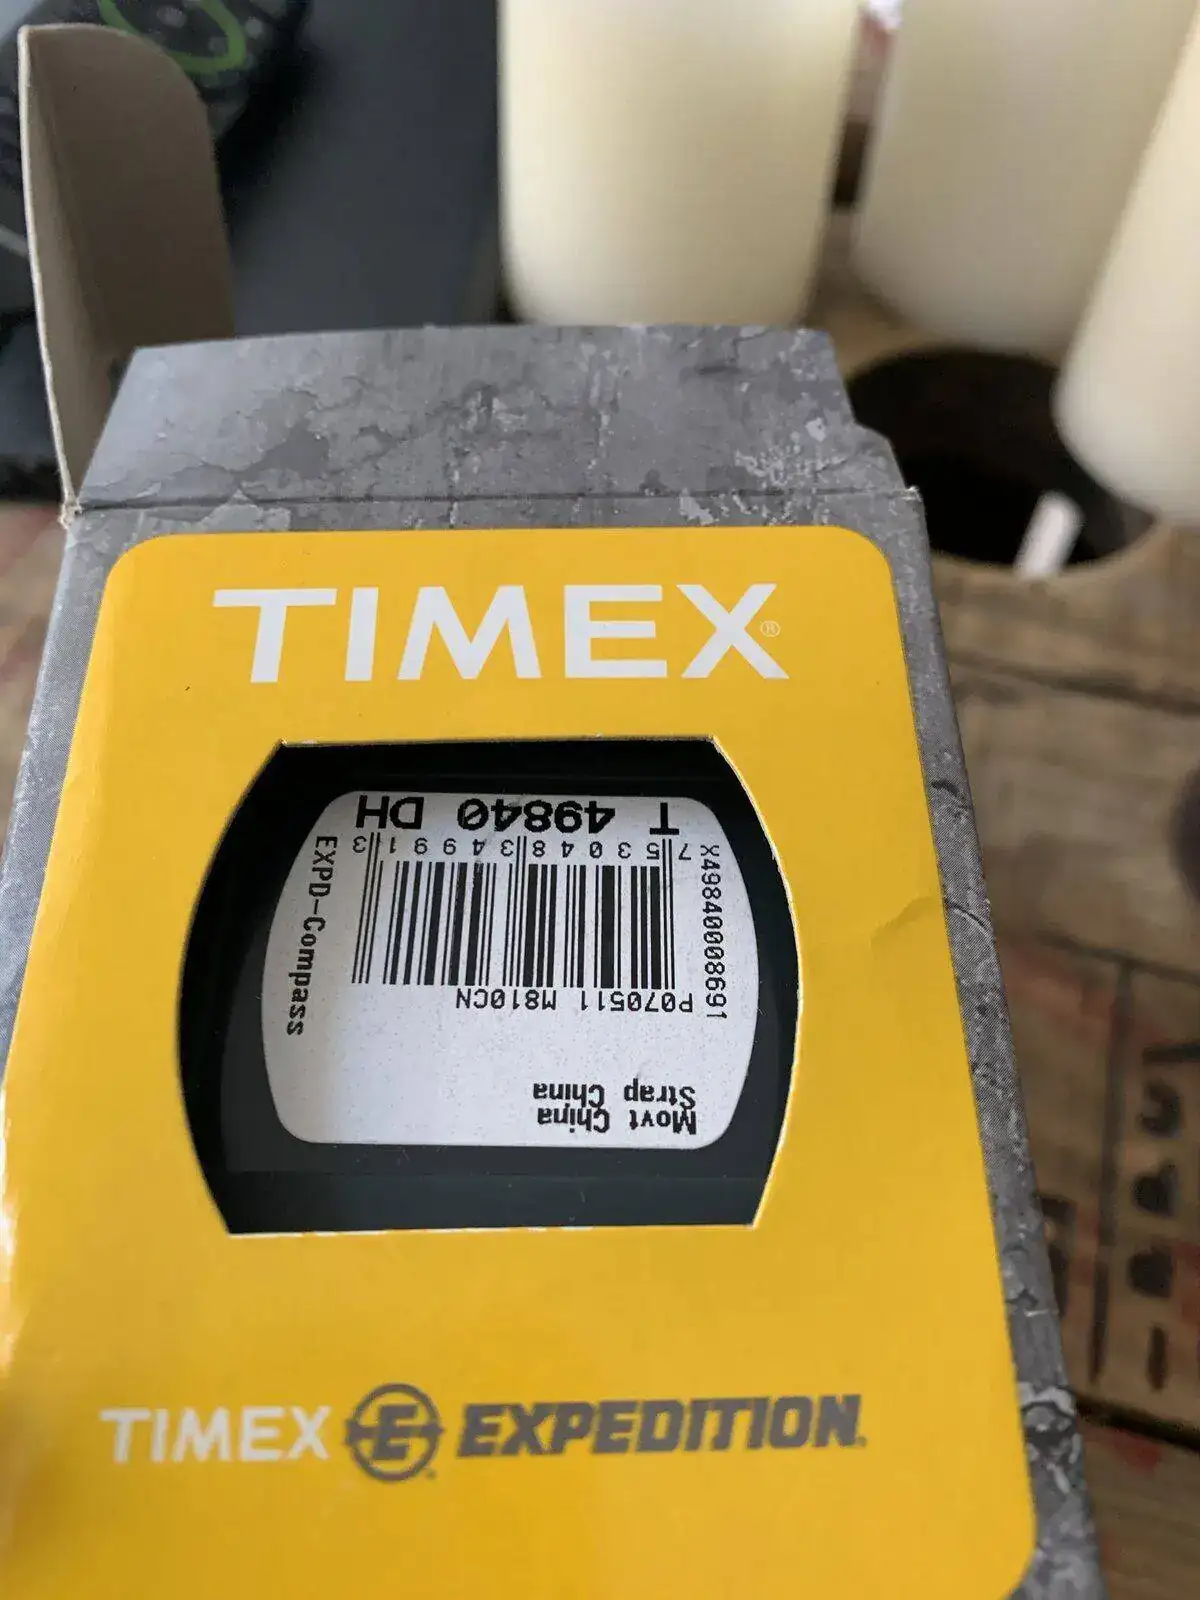 TIMEX®
Movt China
Strap China
P070511 M810CN
X49840008691
7 53048 34991 3
EXPD-Compass
T 49840 DH
TIMEX E EXPEDITION